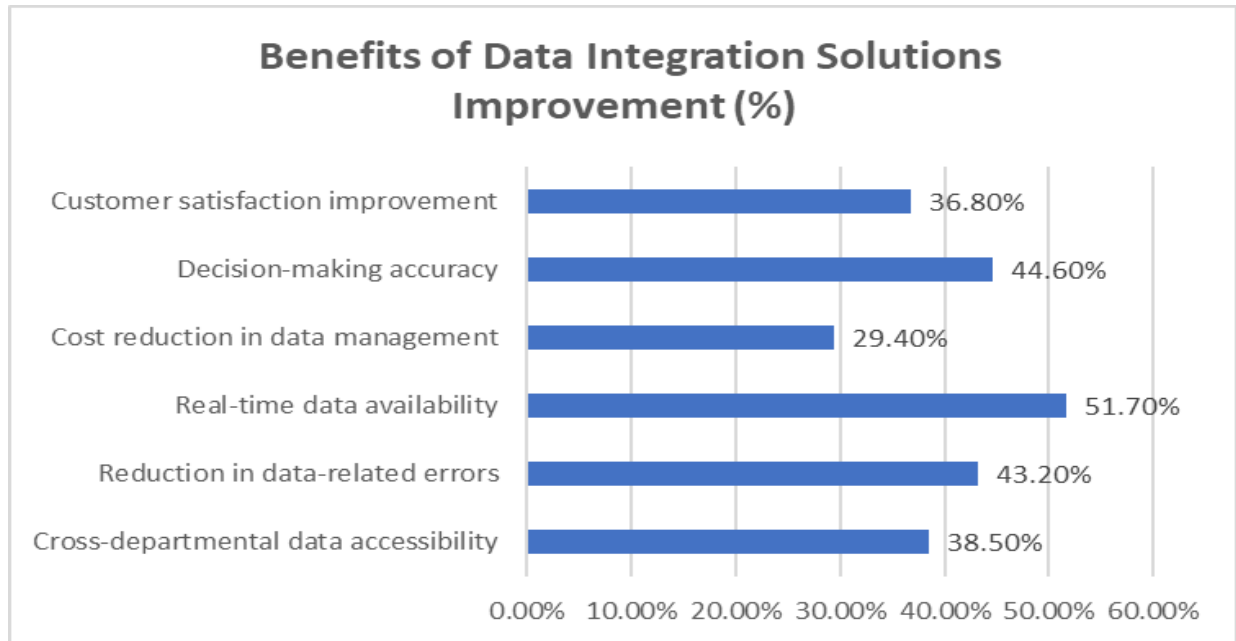 Benefits of Data Integration Solutions
Improvement (%)
Customer satisfaction improvement
36.80%
Decision-making accuracy
44.60%
Cost reduction in data management
29.40%
Real-time data availability
51.70%
Reduction in data-related errors
43.20%
Cross-departmental data accessibility
38.50%
0.00% 10.00% 20.00% 30.00% 40.00% 50.00% 60.00%